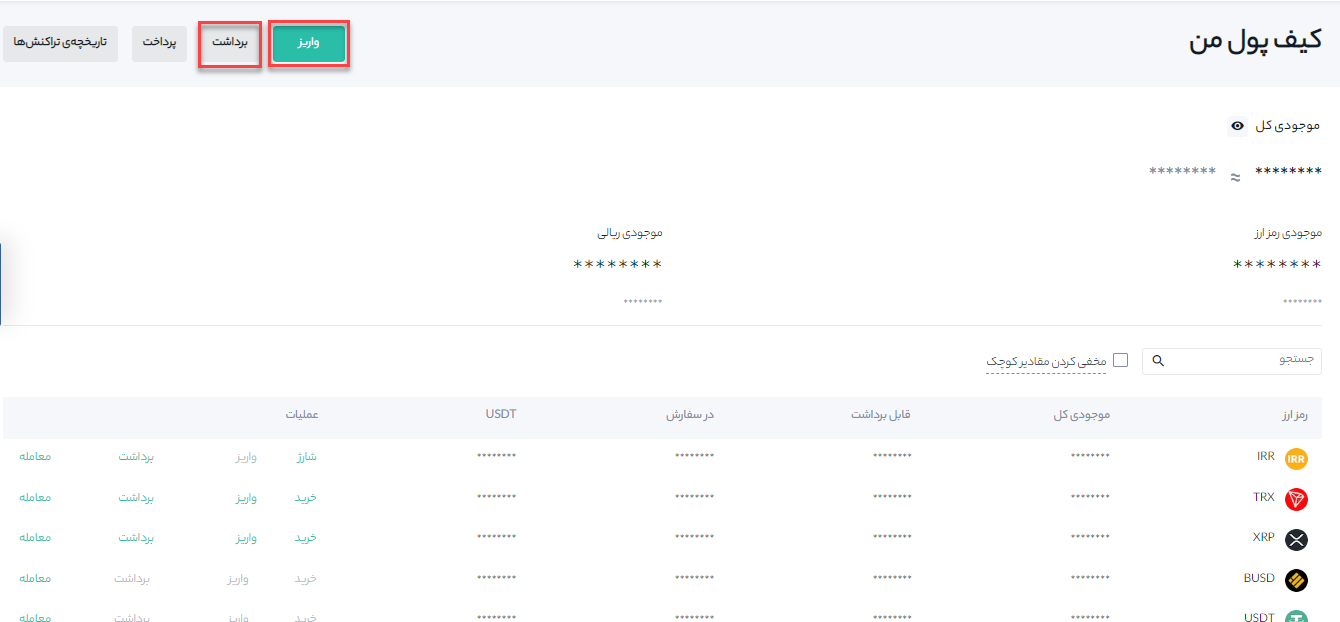 کیف پول من
واریز برداشت پرداخت تاریخچه‌ی تراکنش‌ها
موجودی کل
******** ≈ ********
موجودی رمز ارز موجودی ریالی
******** ********
******** ********
جستجو مخفی کردن مقادیر کوچک
رمز ارز موجودی کل قابل برداشت در سفارش USDT عملیات
IRR IRR ******** ******** ******** ******** شارژ واریز برداشت معامله
TRX ******** ******** ******** ******** خرید واریز برداشت معامله
XRP ******** ******** ******** ******** خرید واریز برداشت معامله
BUSD ******** ******** ******** ******** خرید واریز برداشت معامله
USDT ******** ******** ******** ******** خرید واریز برداشت معامله